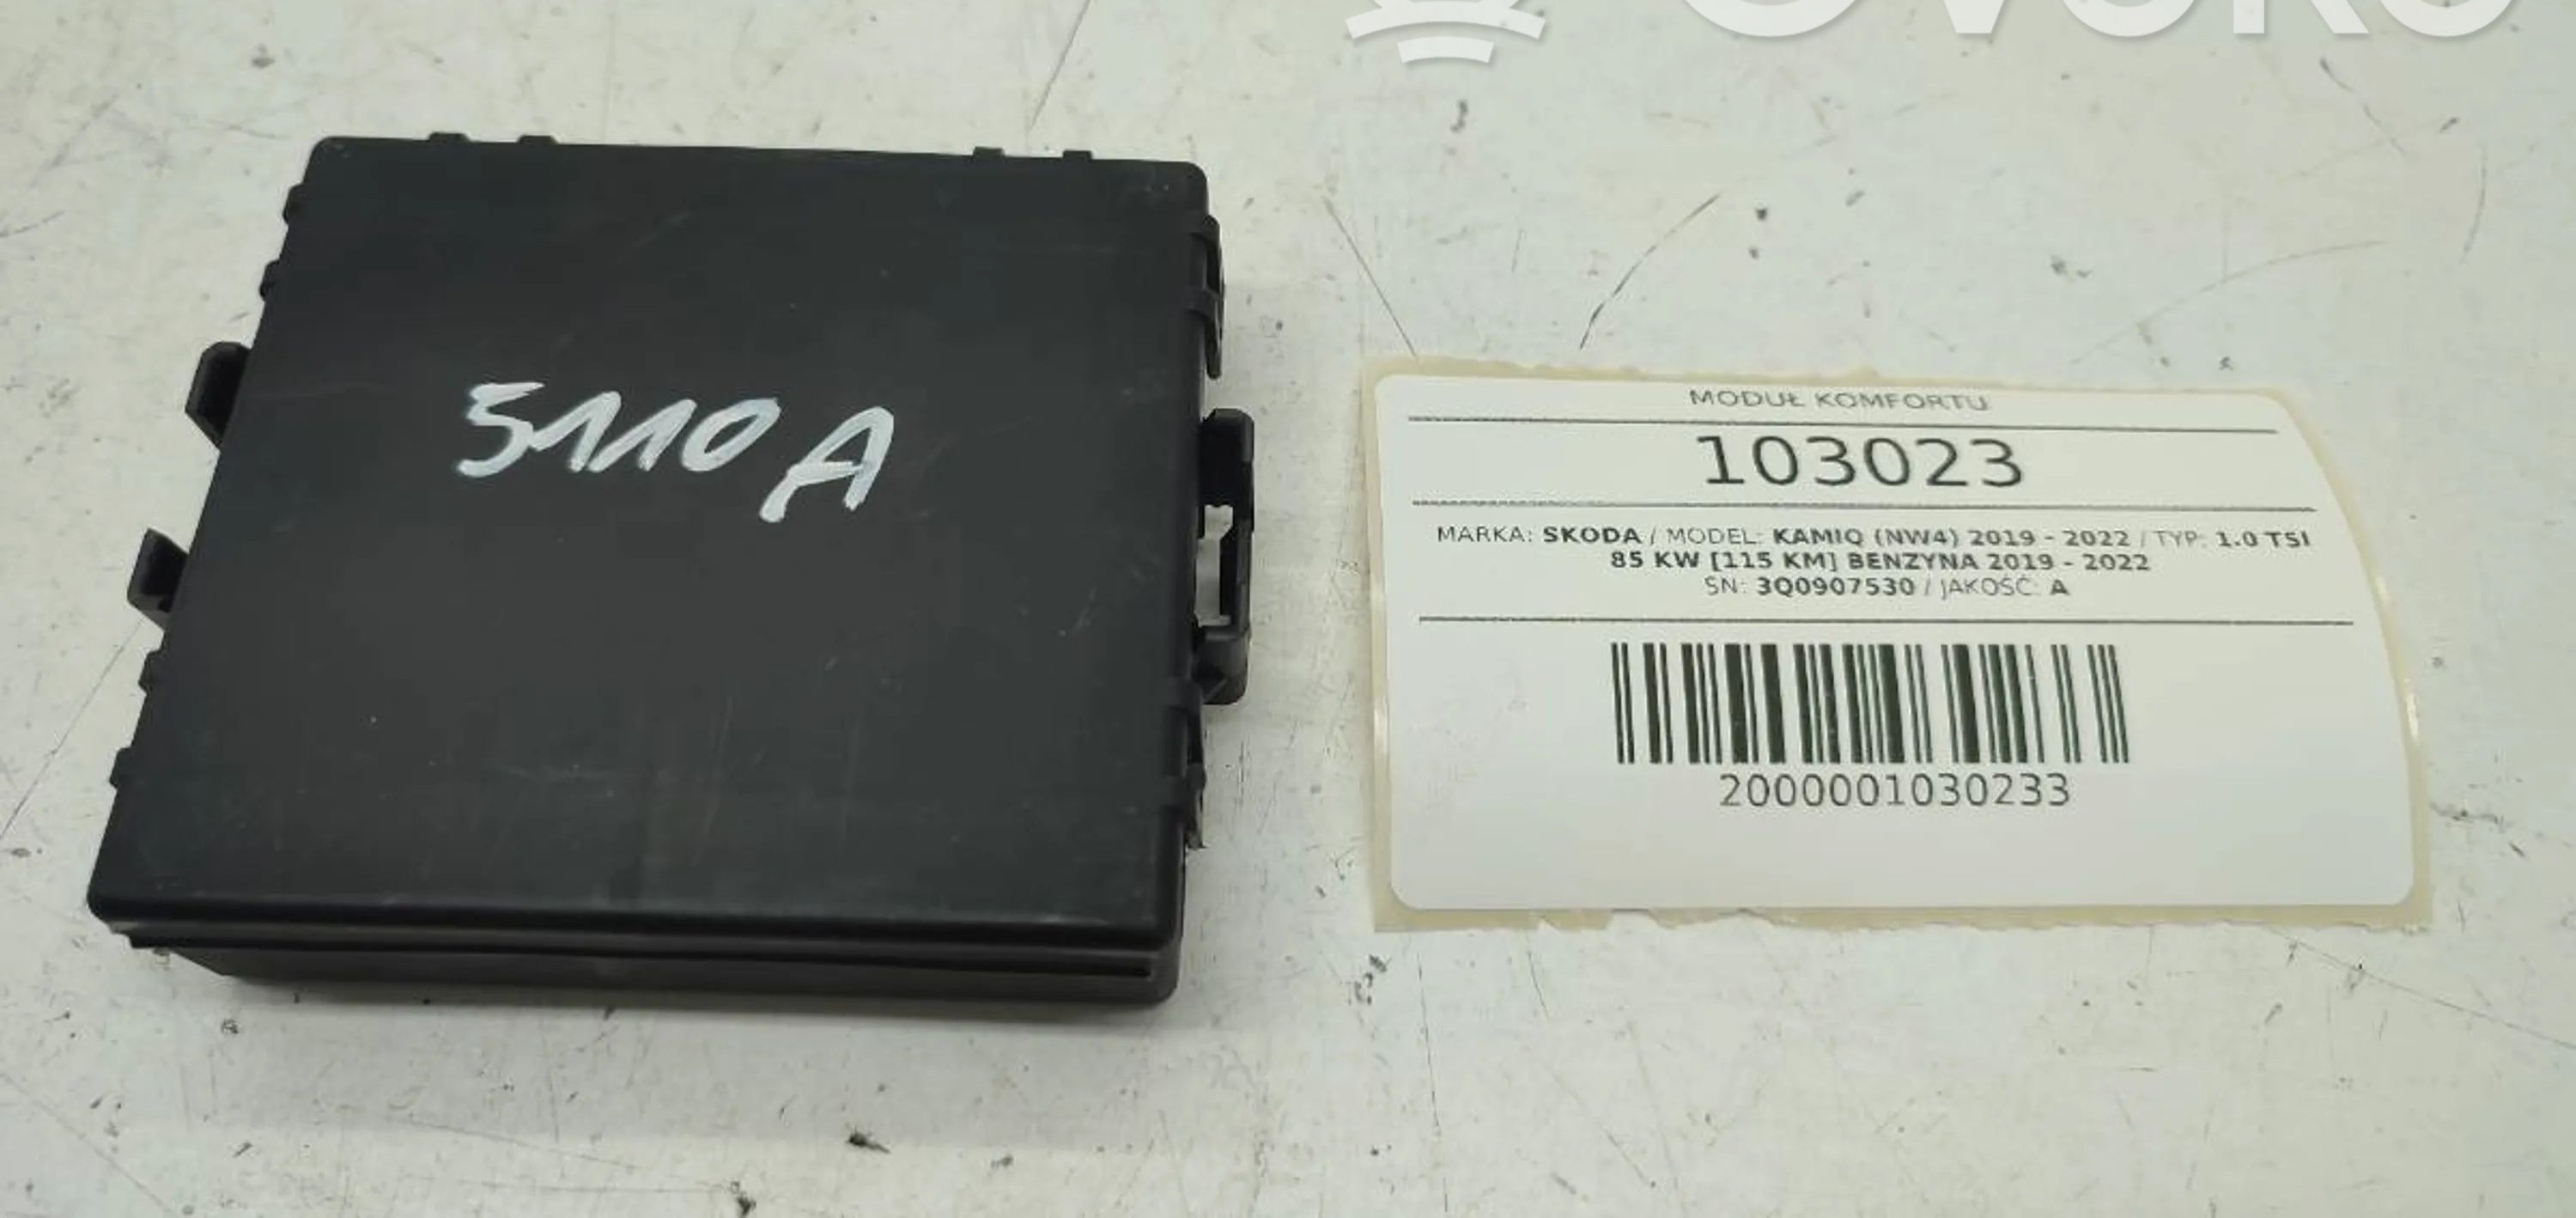 5110 A
MODUŁ KOMFORTU
103023
MARKA: SKODA / MODEL: KAMIQ (NW4) 2019 - 2022 / TYP: 1.0 TSI
85 KW [115 KM] BENZYNA 2019 - 2022
SN: 3Q0907530 / JAKOŚĆ: A
2000001030233